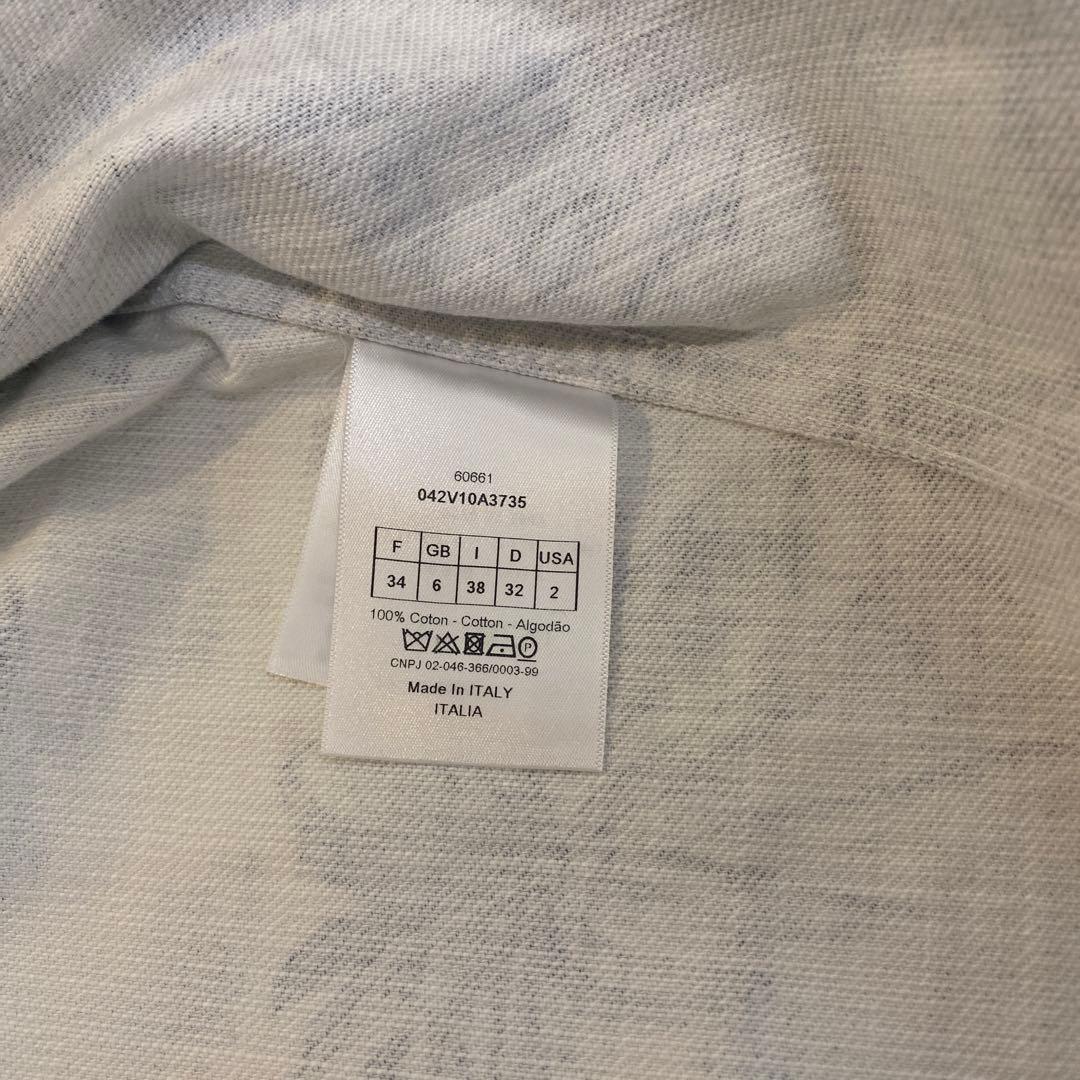 60661
042V10A3735
F GB I D USA
34 6 38 32 2
100% Coton - Cotton - Algodão
P
CNPJ 02-046-366/0003-99
Made In ITALY
ITALIA